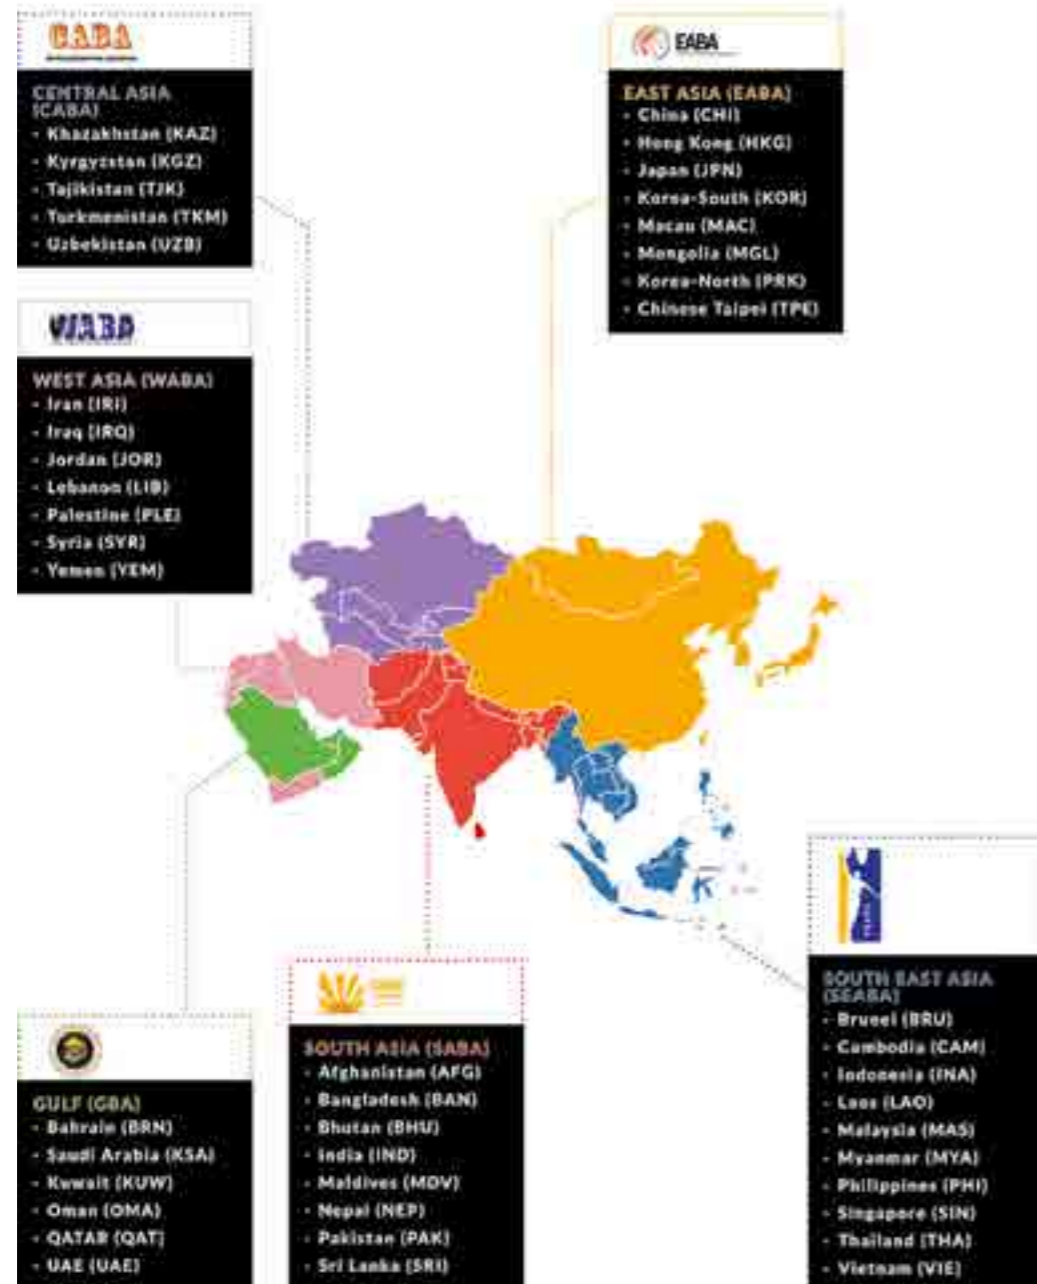 CABA
CENTRAL ASIA
(CABA)
- Khazakhstan (KAZ)
- Kyrgyzstan (KGZ)
- Tajikistan (TJK)
- Turkmenistan (TKM)
- Uzbekistan (UZB)
EABA
EAST ASIA (EABA)
- China (CHI)
- Hong Kong (HKG)
- Japan (JPN)
- Korea-South (KOR)
- Macau (MAC)
- Mongolia (MGL)
- Korea-North (PRK)
- Chinese Taipei (TPE)
WABA
WEST ASIA (WABA)
- Iran (IRI)
- Iraq (IRQ)
- Jordan (JOR)
- Lebanon (LIB)
- Palestine (PLE)
- Syria (SYR)
- Yemen (YEM)
GULF (GBA)
- Bahrain (BRN)
- Saudi Arabia (KSA)
- Kuwait (KUW)
- Oman (OMA)
- QATAR (QAT)
- UAE (UAE)
SOUTH ASIA (SABA)
- Afghanistan (AFG)
- Bangladesh (BAN)
- Bhutan (BHU)
- India (IND)
- Maldives (MDV)
- Nepal (NEP)
- Pakistan (PAK)
- Sri Lanka (SRI)
SOUTH EAST ASIA
(SEABA)
- Brunei (BRU)
- Cambodia (CAM)
- Indonesia (INA)
- Laos (LAO)
- Malaysia (MAS)
- Myanmar (MYA)
- Philippines (PHI)
- Singapore (SIN)
- Thailand (THA)
- Vietnam (VIE)